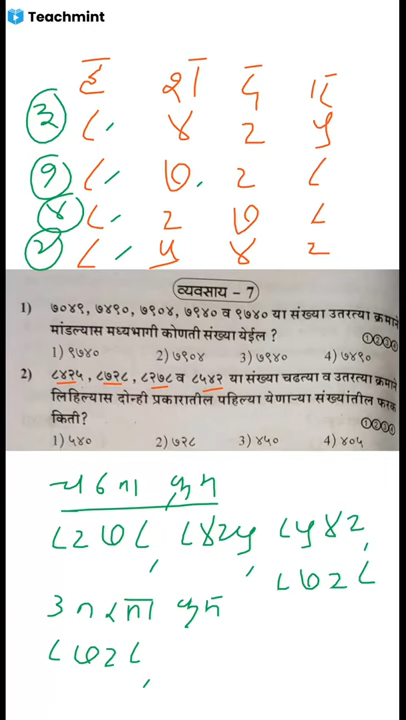 Teachmint
ह श द ए
३ ८, ४ २ ५
१ ८, ७, २ ८
४ ८, २ ७ ८
२ ८, ५ ४ २
व्यवसाय - 7
1) ७०४९, ७४९०, ७९०४, ७९४० व ९७४० या संख्या उतरत्या क्रमाने
मांडल्यास मध्यभागी कोणती संख्या येईल ? ①②③④
1) ९७४० 2) ७९०४ 3) ७९४० 4) ७४९०
2) ८४२५, ८७२८, ८२७८ व ८५४२ या संख्या चढत्या व उतरत्या क्रमाने
लिहिल्यास दोन्ही प्रकारातील पहिल्या येणाऱ्या संख्यांतील फरक
किती? ①②③④
1) ५४० 2) ७२८ 3) ४५० 4) ४०५
चढता क्रम
८२७८, ८४२५, ८५४२,
८७२८
उतरता क्रम
८७२८,